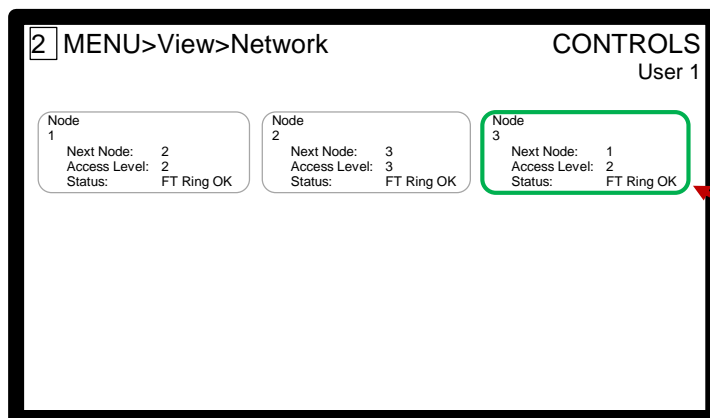 2 MENU>View>Network CONTROLS
User 1
Node
1
Next Node: 2
Access Level: 2
Status: FT Ring OK
Node
2
Next Node: 3
Access Level: 3
Status: FT Ring OK
Node
3
Next Node: 1
Access Level: 2
Status: FT Ring OK